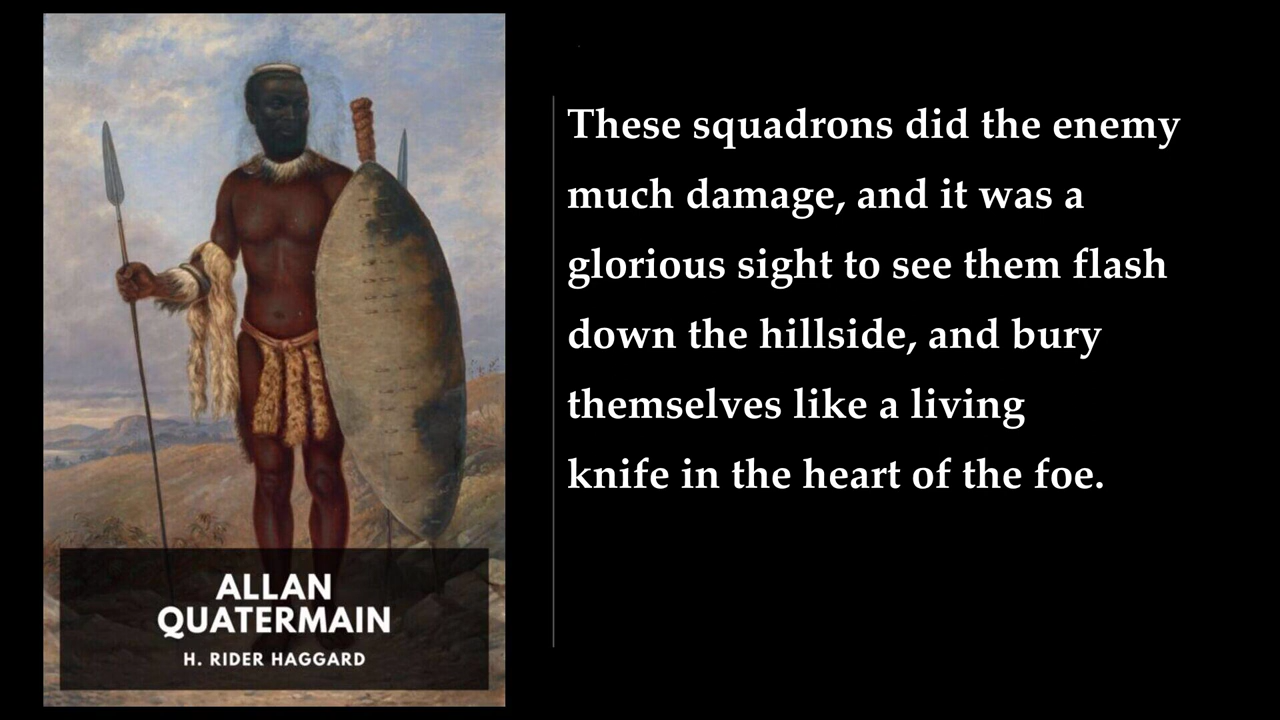 ALLAN
QUATERMAIN
H. RIDER HAGGARD
These squadrons did the enemy
much damage, and it was a
glorious sight to see them flash
down the hillside, and bury
themselves like a living
knife in the heart of the foe.